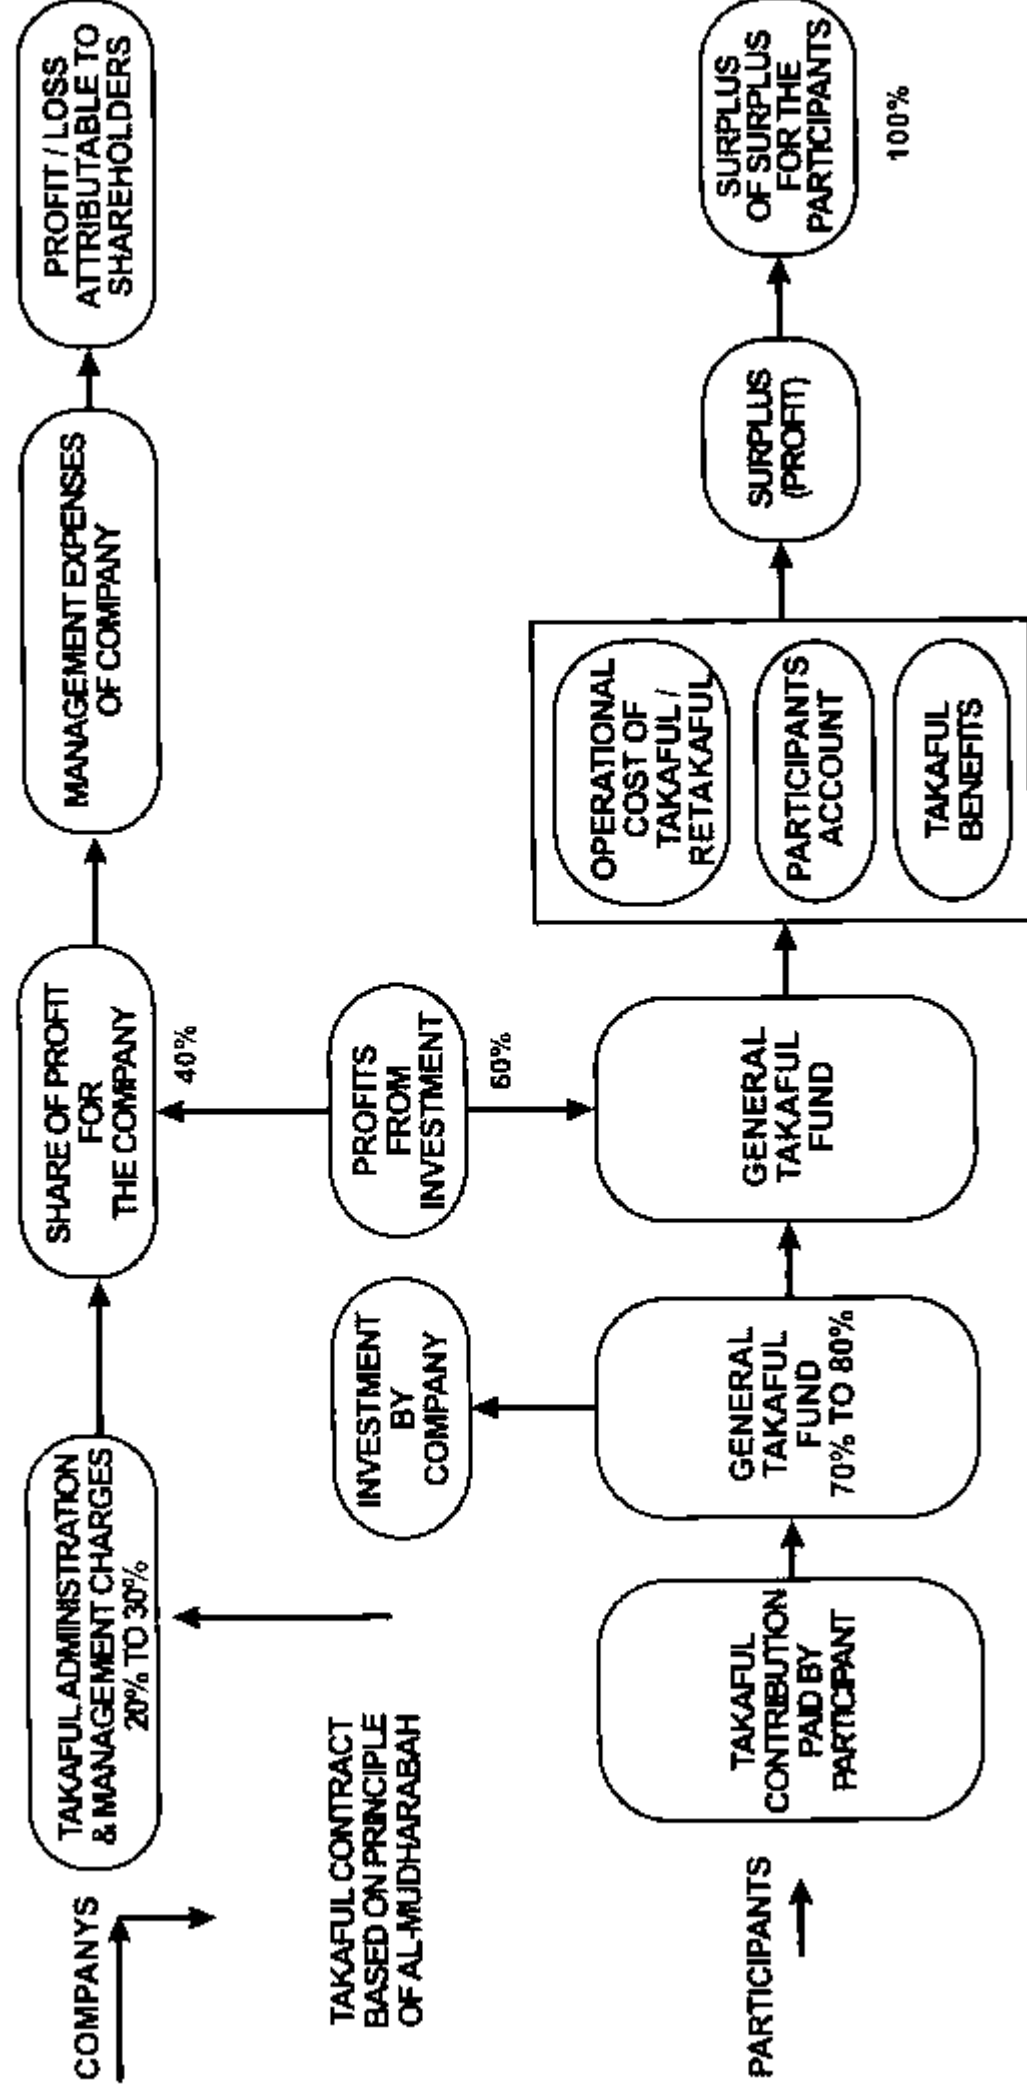 COMPANYS
TAKAFUL ADMINISTRATION
& MANAGEMENT CHARGES
20% TO 30%
SHARE OF PROFIT
FOR
THE COMPANY
40%
MANAGEMENT EXPENSES
OF COMPANY
PROFIT / LOSS
ATTRIBUTABLE TO
SHAREHOLDERS
TAKAFUL CONTRACT
BASED ON PRINCIPLE
OF AL-MUDHARABAH
INVESTMENT
BY
COMPANY
PROFITS
FROM
INVESTMENT
60%
PARTICIPANTS
TAKAFUL
CONTRIBUTION
PAID BY
PARTICIPANT
GENERAL
TAKAFUL
FUND
70% TO 80%
GENERAL
TAKAFUL
FUND
OPERATIONAL
COST OF
TAKAFUL /
RETAKAFUL
PARTICIPANTS
ACCOUNT
TAKAFUL
BENEFITS
SURPLUS
(PROFIT)
SURPLUS
OF SURPLUS
FOR THE
PARTICIPANTS
100%